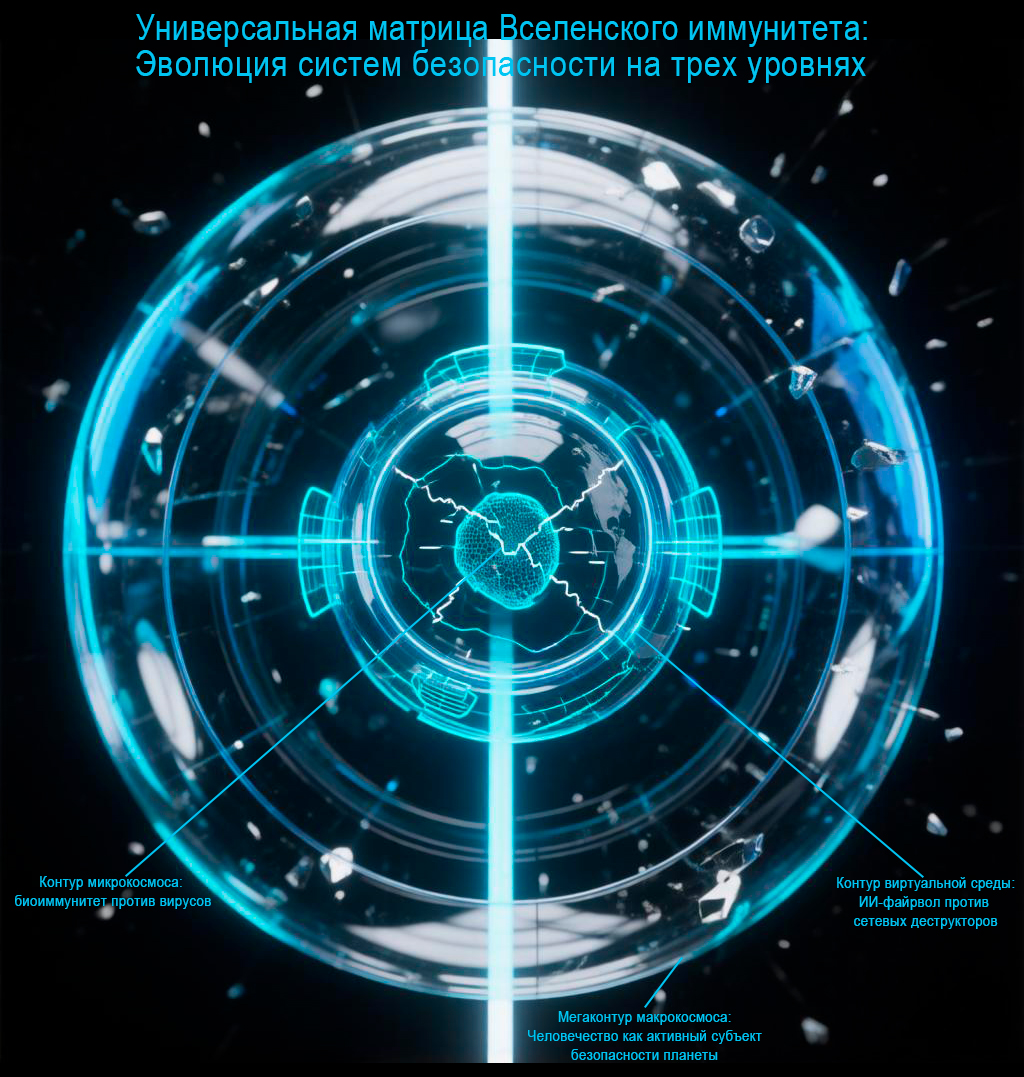 Универсальная матрица Вселенского иммунитета:
Эволюция систем безопасности на трех уровнях
Контур микрокосмоса:
биоиммунитет против вирусов
Контур виртуальной среды:
ИИ-файрвол против
сетевых деструкторов
Мегаконтур макрокосмоса:
Человечество как активный субъект
безопасности планеты